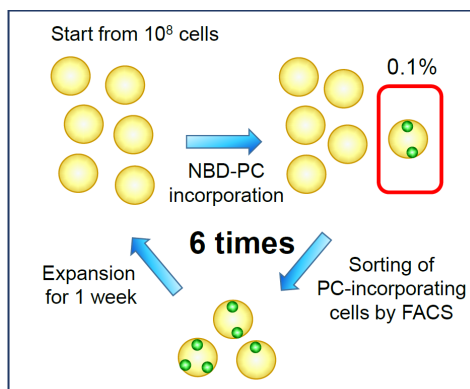 Start from 10⁸ cells
0.1%
NBD-PC
incorporation
6 times
Expansion
for 1 week
Sorting of
PC-incorporating
cells by FACS